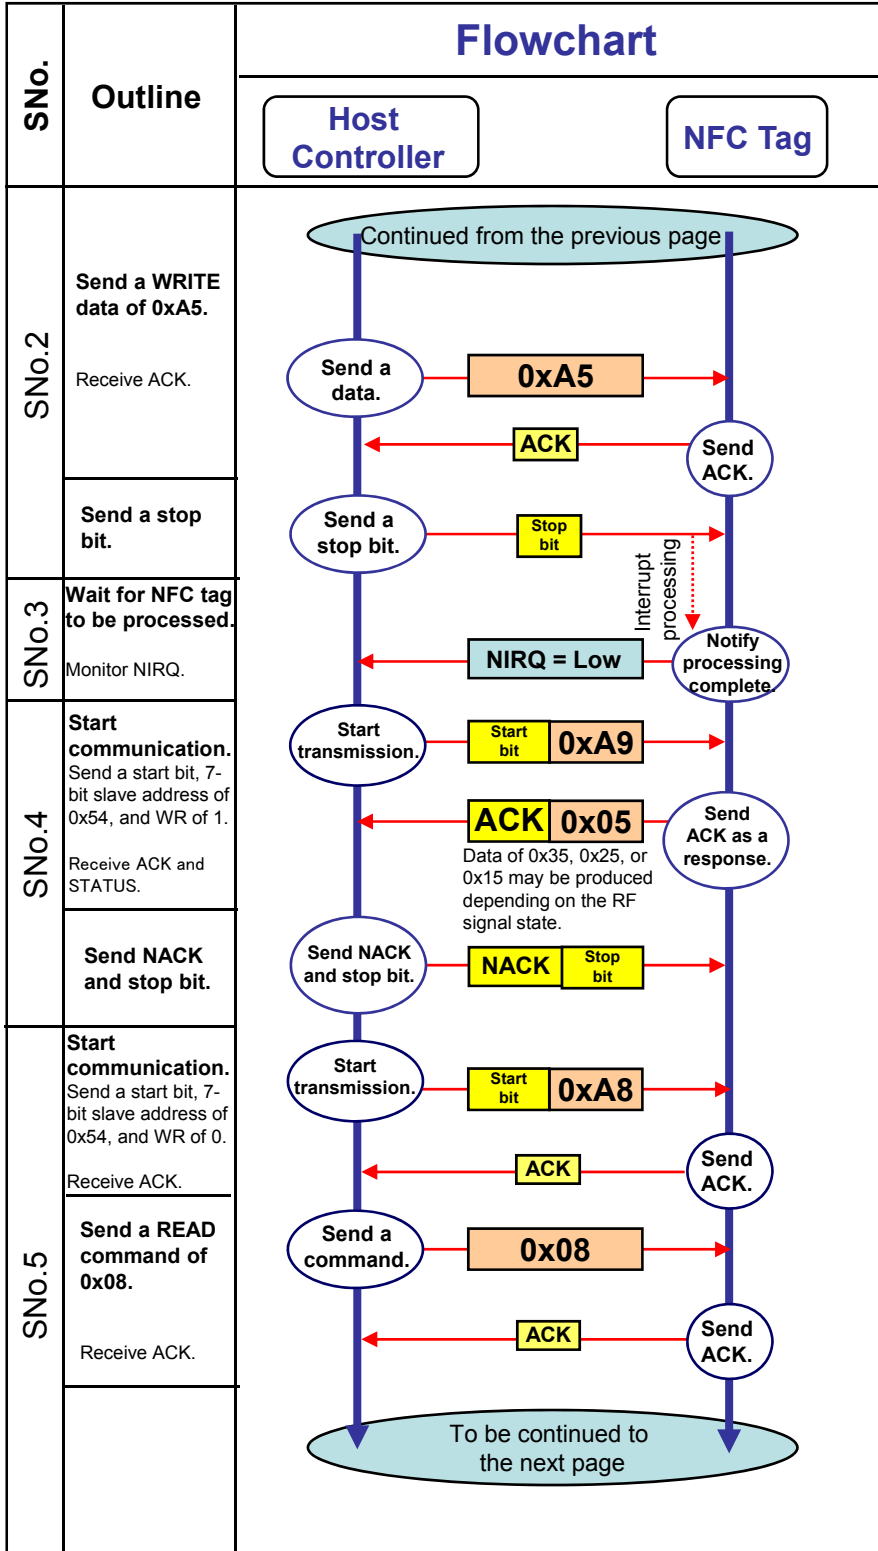 SNo.
Outline
Flowchart
Host
Controller
NFC Tag
Continued from the previous page
SNo.2
Send a WRITE
data of 0xA5.
Receive ACK.
Send a
data.
0xA5
ACK
Send
ACK.
Send a stop
bit.
Send a
stop bit.
Stop
bit
Interrupt
processing
SNo.3
Wait for NFC tag
to be processed.
Monitor NIRQ.
NIRQ = Low
Notify
processing
complete.
SNo.4
Start
communication.
Send a start bit, 7-
bit slave address of
0x54, and WR of 1.
Receive ACK and
STATUS.
Start
transmission.
Start
bit
0xA9
ACK
0x05
Send
ACK as a
response.
Data of 0x35, 0x25, or
0x15 may be produced
depending on the RF
signal state.
Send NACK
and stop bit.
Send NACK
and stop bit.
NACK
Stop
bit
SNo.5
Start
communication.
Send a start bit, 7-
bit slave address of
0x54, and WR of 0.
Receive ACK.
Start
transmission.
Start
bit
0xA8
ACK
Send
ACK.
Send a READ
command of
0x08.
Receive ACK.
Send a
command.
0x08
ACK
Send
ACK.
To be continued to
the next page